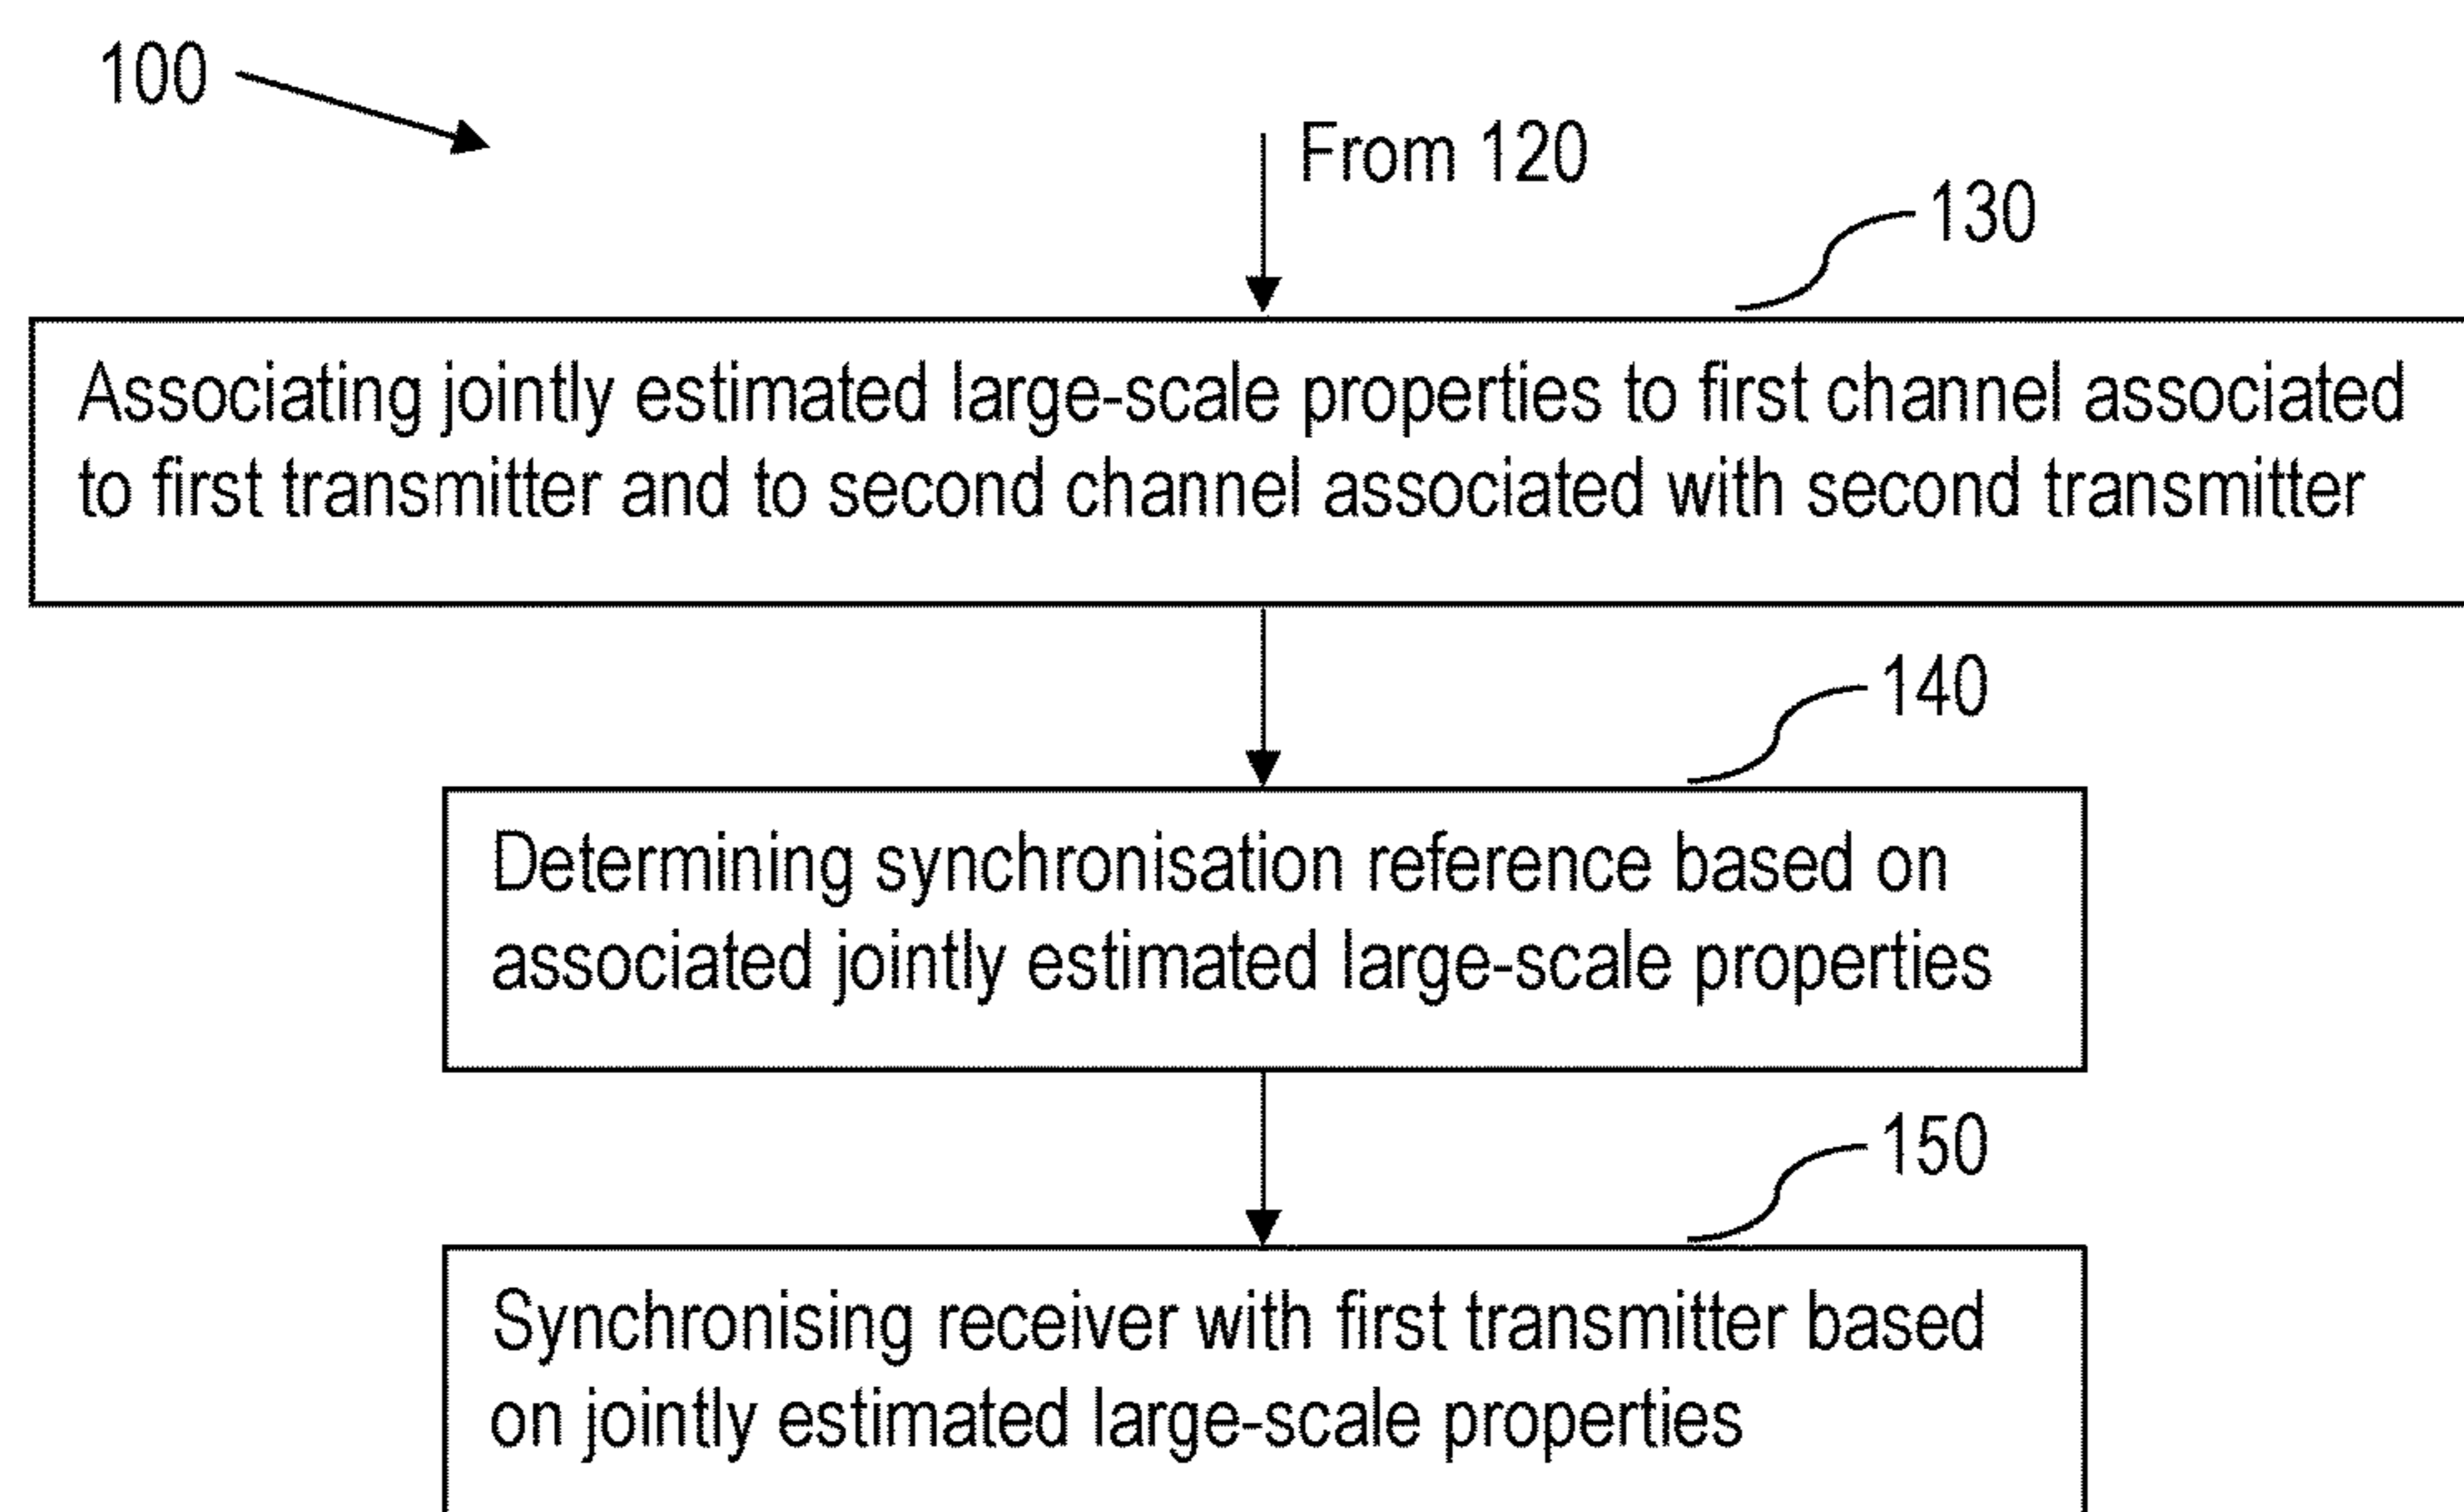 100
From 120
130
Associating jointly estimated large-scale properties to first channel associated
to first transmitter and to second channel associated with second transmitter
140
Determining synchronisation reference based on
associated jointly estimated large-scale properties
150
Synchronising receiver with first transmitter based
on jointly estimated large-scale properties